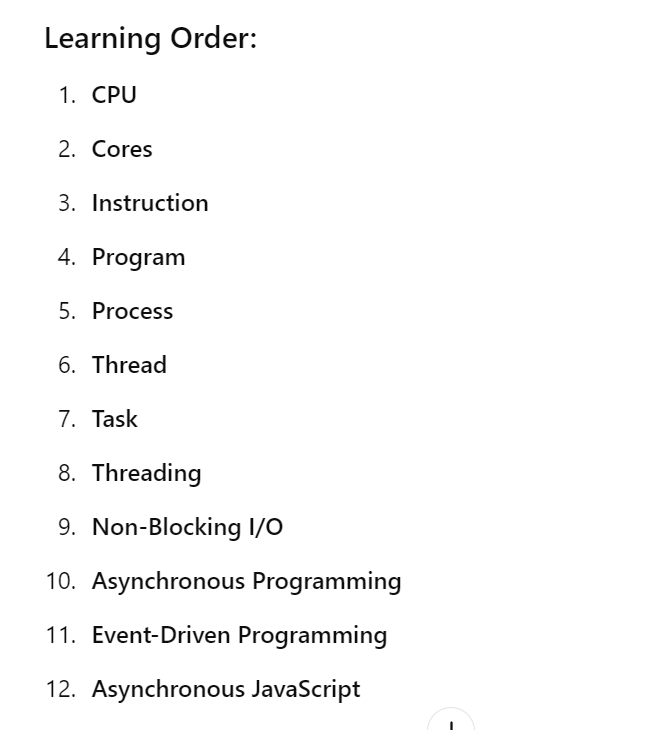 Learning Order:
1. CPU
2. Cores
3. Instruction
4. Program
5. Process
6. Thread
7. Task
8. Threading
9. Non-Blocking I/O
10. Asynchronous Programming
11. Event-Driven Programming
12. Asynchronous JavaScript